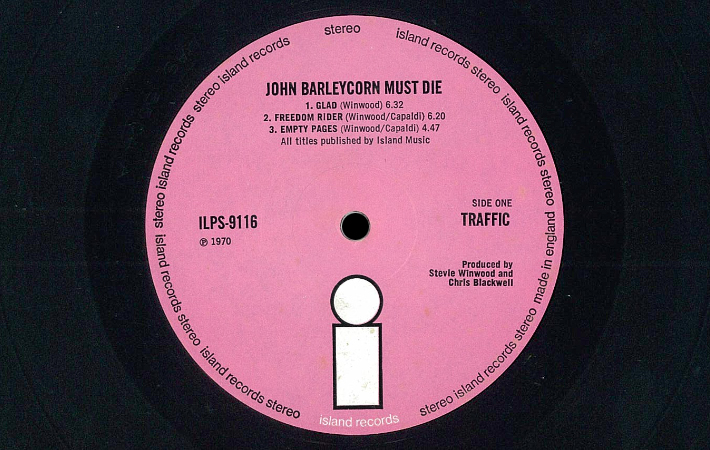 stereo
island records stereo
island records stereo
made in england
stereo island records
stereo island records
stereo island records
island records stereo
island records stereo
JOHN BARLEYCORN MUST DIE
1. GLAD (Winwood) 6.32
2. FREEDOM RIDER (Winwood/Capaldi) 6.20
3. EMPTY PAGES (Winwood/Capaldi) 4.47
All titles published by Island Music
ILPS-9116
℗ 1970
SIDE ONE
TRAFFIC
Produced by
Stevie Winwood and
Chris Blackwell
i
island records